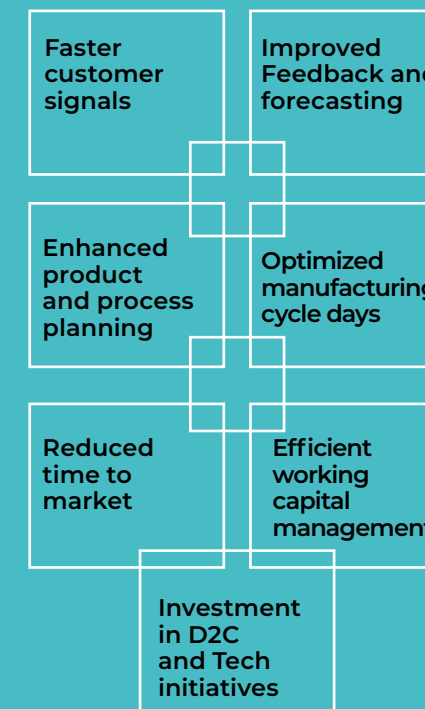 Faster
customer
signals
Improved
Feedback and
forecasting
Enhanced
product
and process
planning
Optimized
manufacturing
cycle days
Reduced
time to
market
Efficient
working
capital
management
Investment
in D2C
and Tech
initiatives